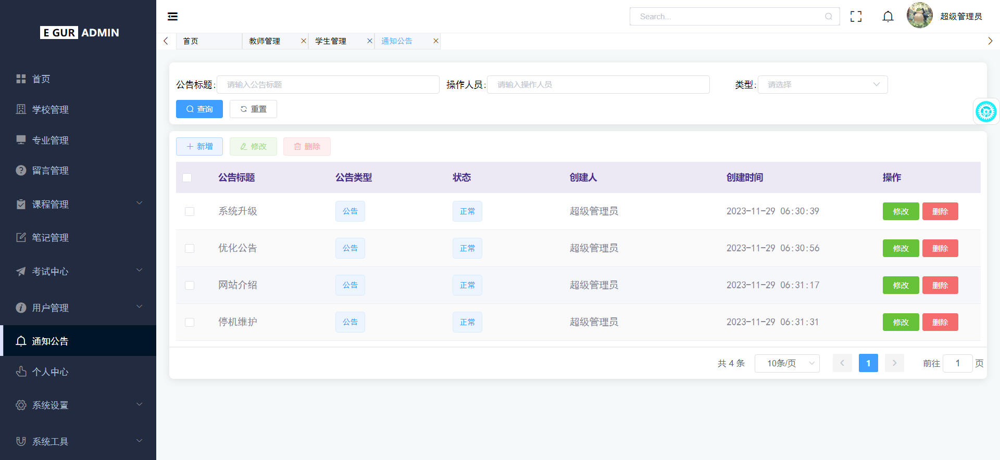 E GUR ADMIN
首页
学校管理
专业管理
留言管理
课程管理
笔记管理
考试中心
用户管理
通知公告
个人中心
系统设置
系统工具
Search...
超级管理员
首页 教师管理 学生管理 通知公告
公告标题: 请输入公告标题 操作人员: 请输入操作人员 类型: 请选择
查询 重置
新增 修改 删除
公告标题 公告类型 状态 创建人 创建时间 操作
系统升级 公告 正常 超级管理员 2023-11-29 06:30:39 修改 删除
优化公告 公告 正常 超级管理员 2023-11-29 06:30:56 修改 删除
网站介绍 公告 正常 超级管理员 2023-11-29 06:31:17 修改 删除
停机维护 公告 正常 超级管理员 2023-11-29 06:31:31 修改 删除
共 4 条 10条/页 1 前往 1 页